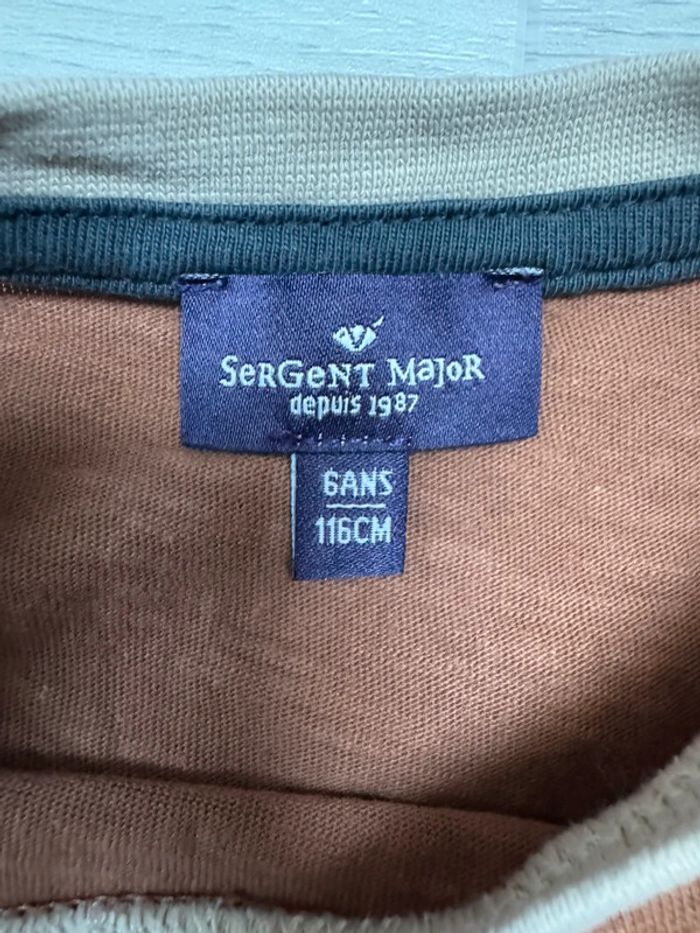 SeRGeNT MaJoR
depuis 1987
6ANS
116CM